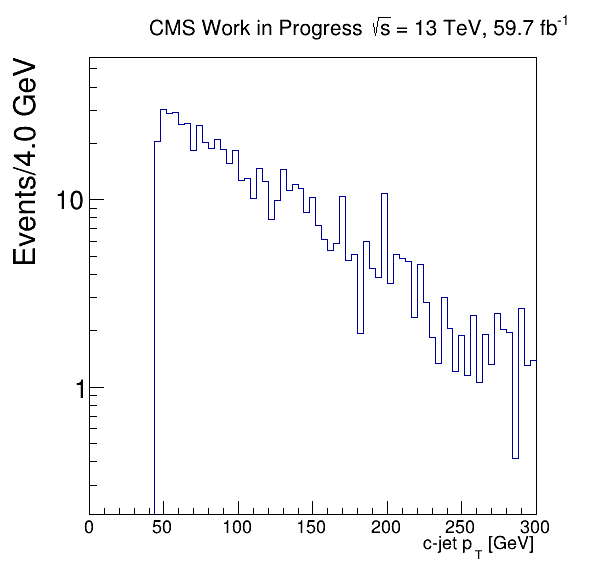 CMS Work in Progress √s = 13 TeV, 59.7 fb⁻¹
Events/4.0 GeV
10
1
0 50 100 150 200 250 300
c-jet p_T [GeV]